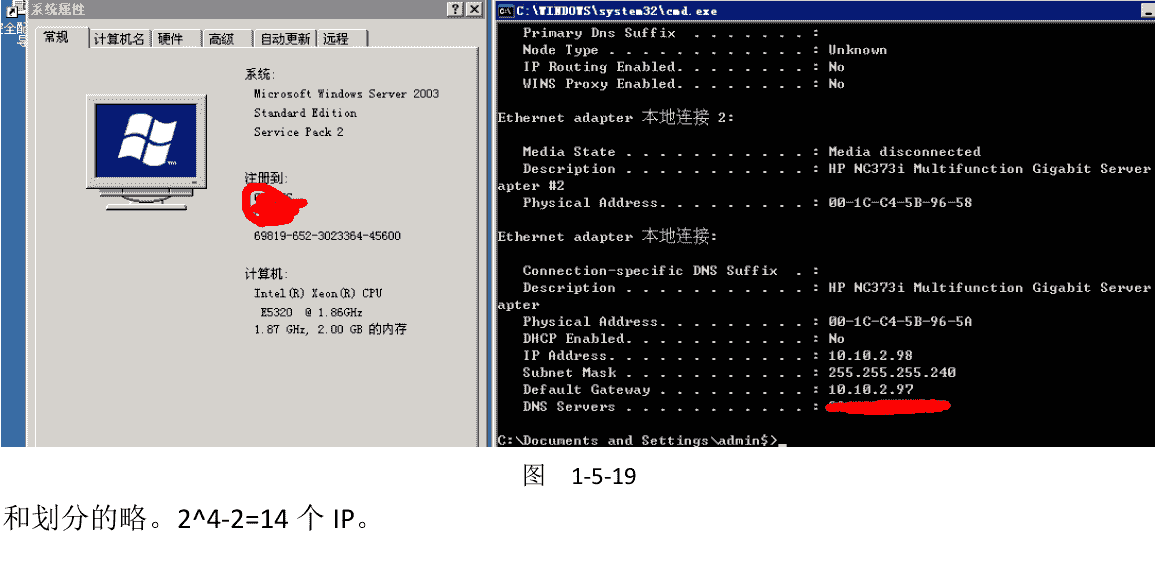 系统属性
常规 计算机名 硬件 高级 自动更新 远程
系统:
Microsoft Windows Server 2003
Standard Edition
Service Pack 2
注册到:
69819-652-3023364-45600
计算机:
Intel(R) Xeon(R) CPU
E5320 @ 1.86GHz
1.87 GHz, 2.00 GB 的内存
C:\WINDOWS\system32\cmd.exe
Primary Dns Suffix . . . . . . . :
Node Type . . . . . . . . . . . . : Unknown
IP Routing Enabled. . . . . . . . : No
WINS Proxy Enabled. . . . . . . . : No
Ethernet adapter 本地连接 2:
Media State . . . . . . . . . . . : Media disconnected
Description . . . . . . . . . . . : HP NC373i Multifunction Gigabit Server
apter #2
Physical Address. . . . . . . . . : 00-1C-C4-5B-96-58
Ethernet adapter 本地连接:
Connection-specific DNS Suffix . :
Description . . . . . . . . . . . : HP NC373i Multifunction Gigabit Server
apter
Physical Address. . . . . . . . . : 00-1C-C4-5B-96-5A
DHCP Enabled. . . . . . . . . . . : No
IP Address. . . . . . . . . . . . : 10.10.2.98
Subnet Mask . . . . . . . . . . . : 255.255.255.240
Default Gateway . . . . . . . . . : 10.10.2.97
DNS Servers . . . . . . . . . . . :
C:\Documents and Settings\admin$>_
图 1-5-19
和划分的略。2^4-2=14 个 IP。